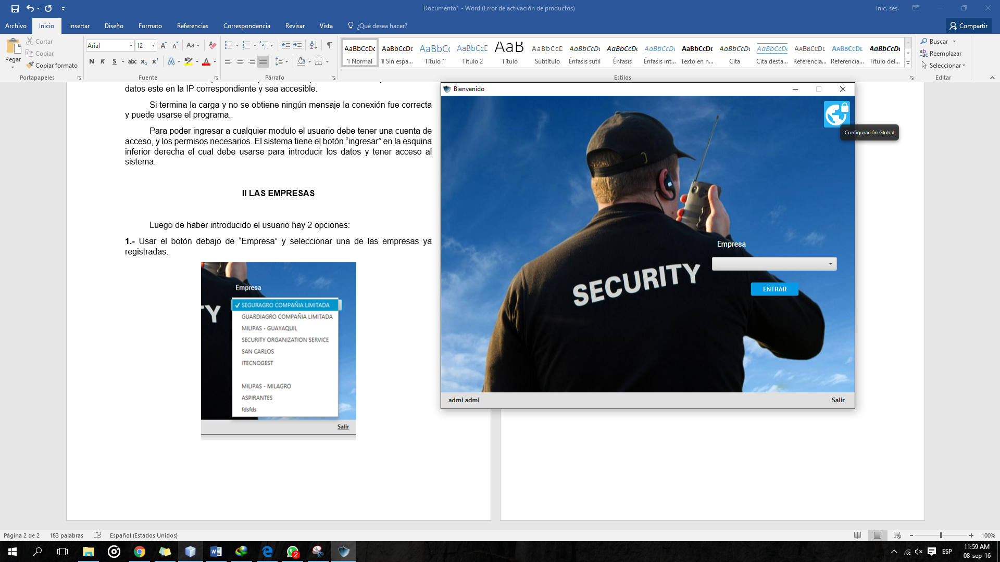 Documento1 - Word (Error de activación de productos)
Inic. ses.
Archivo Inicio Insertar Diseño Formato Referencias Correspondencia Revisar Vista ¿Qué desea hacer? Compartir
Pegar
Cortar
Copiar
Copiar formato
Portapapeles
Arial 12
Aa
N K S abc x₂ x²
A A
Fuente
Párrafo
AaBbCcDc AaBbCcDc AaBbCc AaBbCcD AaB AaBbCcD AaBbCcDc AaBbCcDc AaBbCcDc AaBbCcDc AaBbCcDc AaBbCcDc AABBCCDD AABBCCDD AaBbCcDc
¶ Normal ¶ Sin espa... Título 1 Título 2 Título Subtítulo Énfasis sutil Énfasis Énfasis int... Texto en n... Cita Cita desta... Referencia... Referencia... Título del...
Estilos
Buscar
Reemplazar
Seleccionar
Editar
datos este en la IP correspondiente y sea accesible.
Si termina la carga y no se obtiene ningún mensaje la conexión fue correcta
y puede usarse el programa.
Para poder ingresar a cualquier modulo el usuario debe tener una cuenta de
acceso, y los permisos necesarios. El sistema tiene el botón “ingresar” en la esquina
inferior derecha el cual debe usarse para introducir los datos y tener acceso al
sistema.
II LAS EMPRESAS
Luego de haber introducido el usuario hay 2 opciones:
1.- Usar el botón debajo de “Empresa” y seleccionar una de las empresas ya
registradas.
Empresa
TY
✓ SEGURAGRO COMPAÑIA LIMITADA
GUARDIAGRO COMPAÑIA LIMITADA
MILIPAS - GUAYAQUIL
SECURITY ORGANIZATION SERVICE
SAN CARLOS
ITECNOGEST
MILIPAS - MILAGRO
ASPIRANTES
fdsfds
Salir
Bienvenido
Configuración Global
Empresa
SECURITY
ENTRAR
admi admi
Salir
Página 2 de 2 183 palabras Español (Estados Unidos)
100%
2
ESP
11:59 AM
08-sep-16